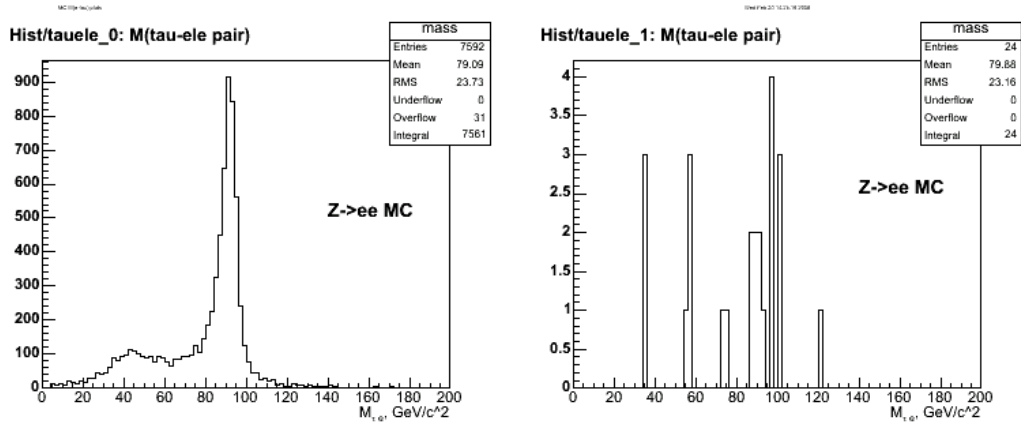 Hist/tauele_0: M(tau-ele pair)
mass
Entries 7592
Mean 79.09
RMS 23.73
Underflow 0
Overflow 31
Integral 7561
Z->ee MC
900
800
700
600
500
400
300
200
100
0
0 20 40 60 80 100 120 140 160 180 200
GeV/c^2
Hist/tauele_1: M(tau-ele pair)
mass
Entries 24
Mean 79.88
RMS 23.16
Underflow 0
Overflow 0
Integral 24
Z->ee MC
4
3.5
3
2.5
2
1.5
1
0.5
0
0 20 40 60 80 100 120 140 160 180 200
GeV/c^2